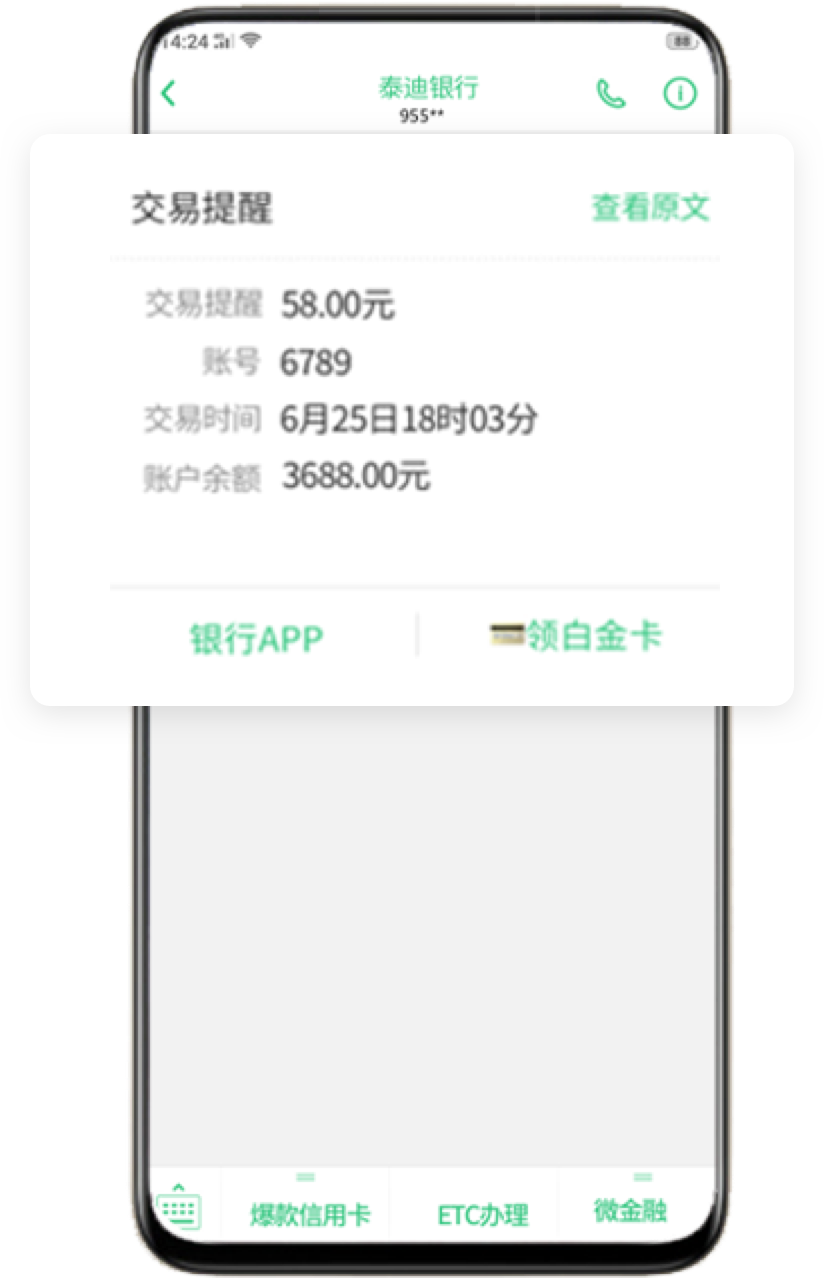 14:24
88
泰迪银行
955**
交易提醒 查看原文
交易提醒 58.00元
账号 6789
交易时间 6月25日18时03分
账户余额 3688.00元
银行APP 领白金卡
爆款信用卡 ETC办理 微金融